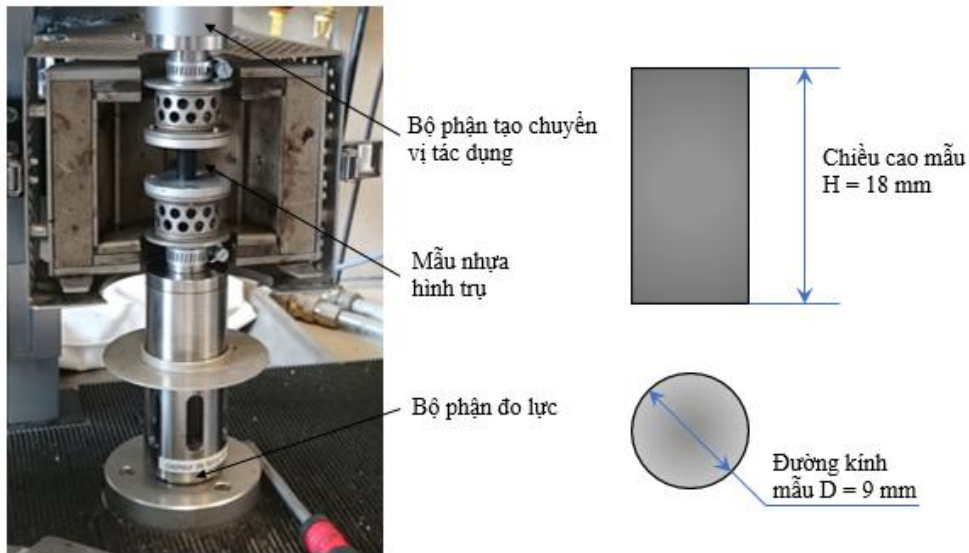 Bộ phận tạo chuyển
vị tác dụng
Mẫu nhựa
hình trụ
Bộ phận đo lực
Chiều cao mẫu
H = 18 mm
Đường kính
mẫu D = 9 mm